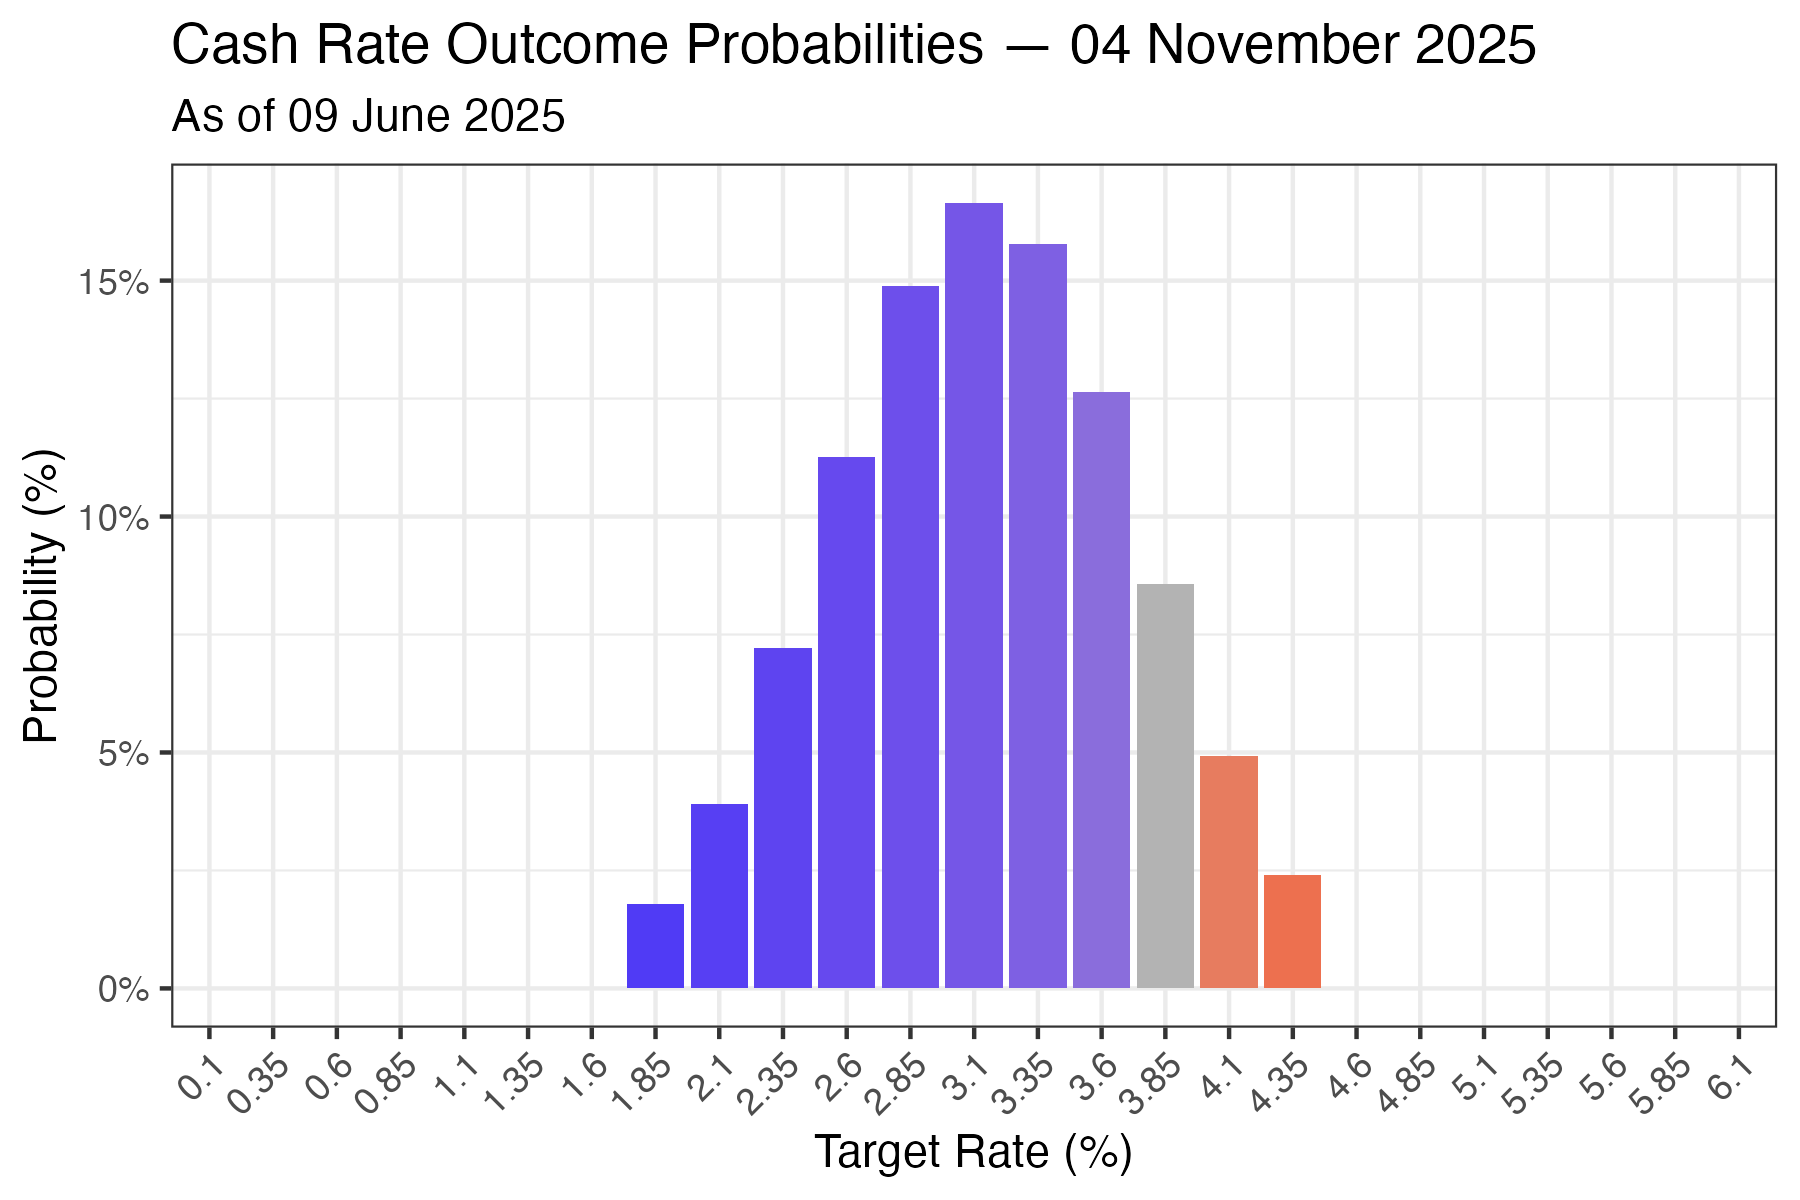 Cash Rate Outcome Probabilities — 04 November 2025
As of 09 June 2025
Probability (%)
15%
10%
5%
0%
0.1 0.35 0.6 0.85 1.1 1.35 1.6 1.85 2.1 2.35 2.6 2.85 3.1 3.35 3.6 3.85 4.1 4.35 4.6 4.85 5.1 5.35 5.6 5.85 6.1
Target Rate (%)